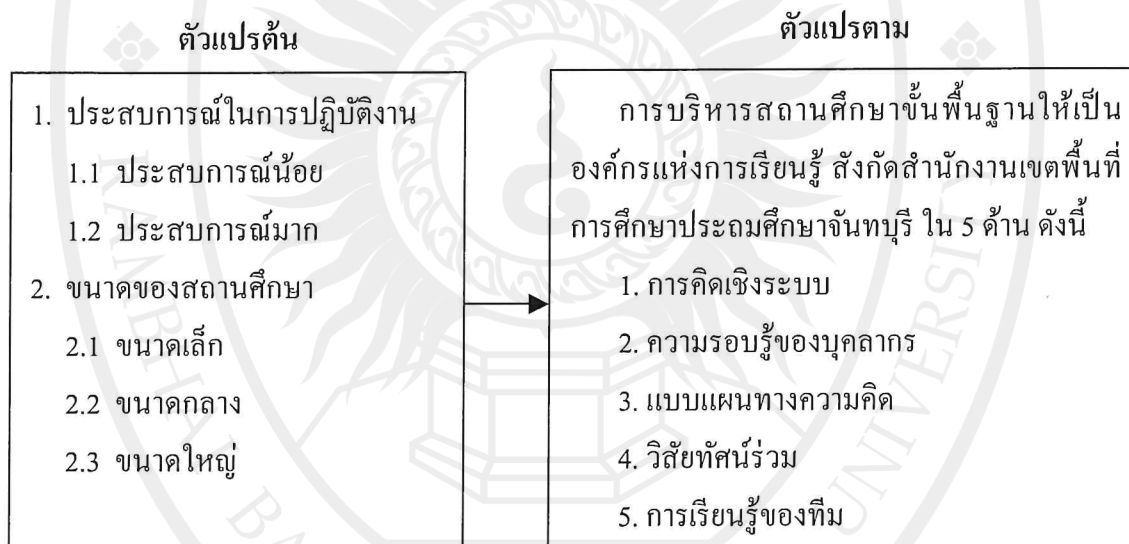 ตัวแปรต้น
1. ประสบการณ์ในการปฏิบัติงาน
1.1 ประสบการณ์น้อย
1.2 ประสบการณ์มาก
2. ขนาดของสถานศึกษา
2.1 ขนาดเล็ก
2.2 ขนาดกลาง
2.3 ขนาดใหญ่
ตัวแปรตาม
การบริหารสถานศึกษาขั้นพื้นฐานให้เป็น
องค์กรแห่งการเรียนรู้ สังกัดสำนักงานเขตพื้นที่
การศึกษาประถมศึกษาจันทบุรี ใน 5 ด้าน ดังนี้
1. การคิดเชิงระบบ
2. ความรอบรู้ของบุคลากร
3. แบบแผนทางความคิด
4. วิสัยทัศน์ร่วม
5. การเรียนรู้ของทีม
RAMBHAI BA
UNIVERSITY